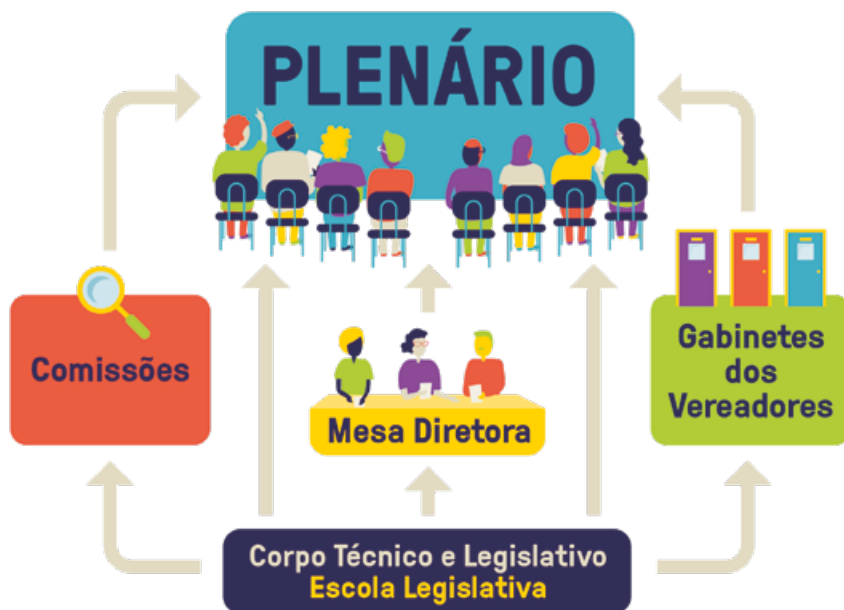 PLENÁRIO
Comissões
Mesa Diretora
Gabinetes
dos
Vereadores
Corpo Técnico e Legislativo
Escola Legislativa